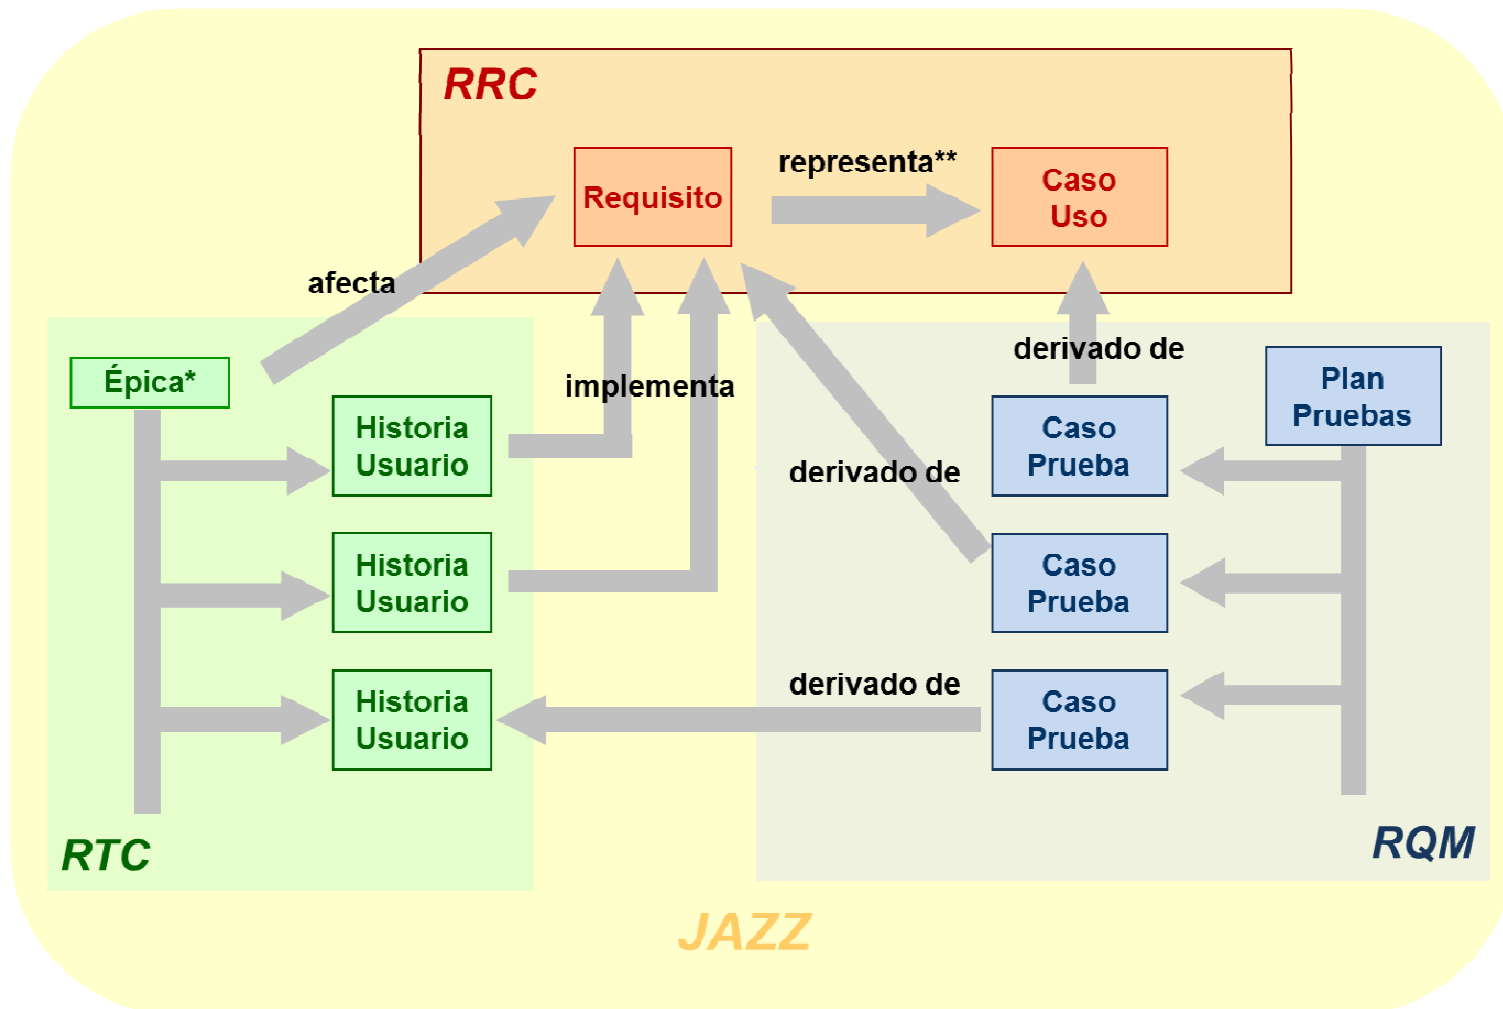 RRC
Requisito
representa**
Caso
Uso
afecta
Épica*
implementa
Historia
Usuario
Historia
Usuario
Historia
Usuario
RTC
derivado de
Plan
Pruebas
Caso
Prueba
derivado de
Caso
Prueba
derivado de
Caso
Prueba
RQM
JAZZ